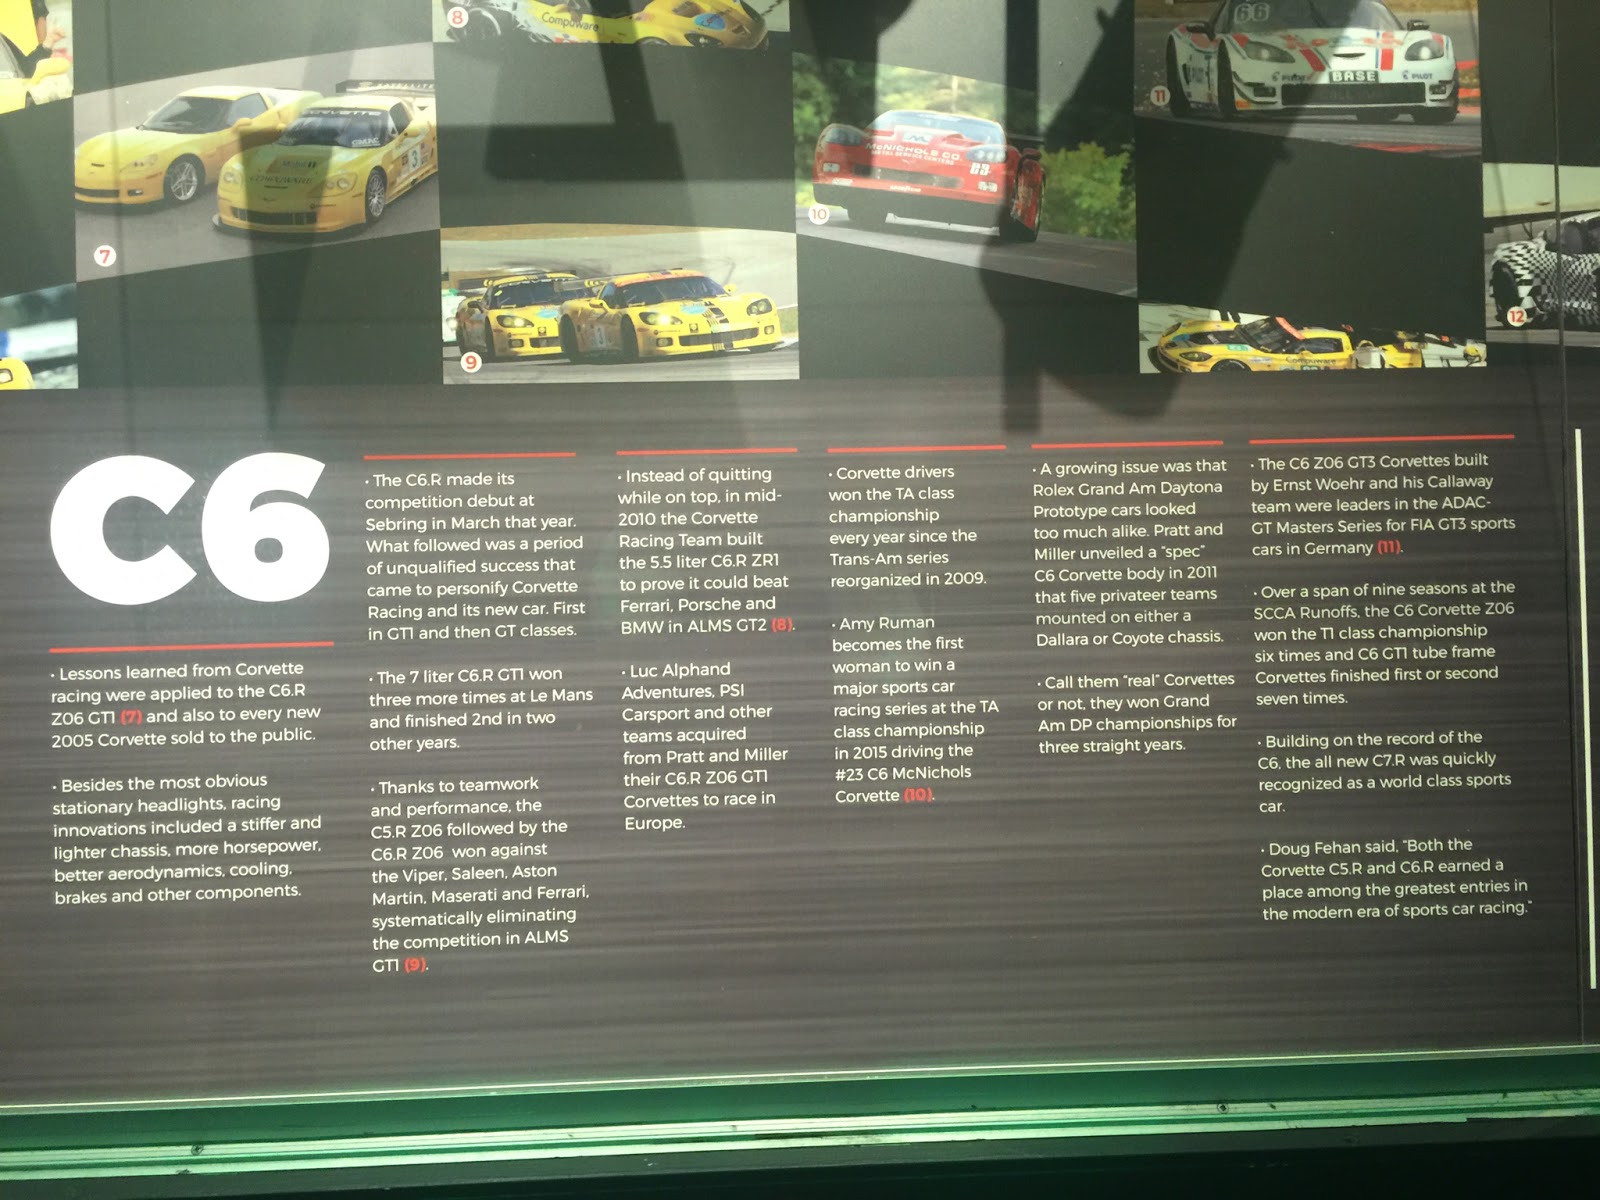 8
Compuware
66
PILOT
BASE
PILOT
11
CORVETTE
GMAC
3
COMPUWARE
7
McNICHOLS CO.
METAL SERVICE CENTERS
23
10
9
12
Compuware
C6
• Lessons learned from Corvette
racing were applied to the C6.R
Z06 GT1 (7) and also to every new
2005 Corvette sold to the public.
• Besides the most obvious
stationary headlights, racing
innovations included a stiffer and
lighter chassis, more horsepower,
better aerodynamics, cooling,
brakes and other components.
• The C6.R made its
competition debut at
Sebring in March that year.
What followed was a period
of unqualified success that
came to personify Corvette
Racing and its new car. First
in GT1 and then GT classes.
• The 7 liter C6.R GT1 won
three more times at Le Mans
and finished 2nd in two
other years.
• Thanks to teamwork
and performance, the
C5.R Z06 followed by the
C6.R Z06 won against
the Viper, Saleen, Aston
Martin, Maserati and Ferrari,
systematically eliminating
the competition in ALMS
GT1 (9).
• Instead of quitting
while on top, in mid-
2010 the Corvette
Racing Team built
the 5.5 liter C6.R ZR1
to prove it could beat
Ferrari, Porsche and
BMW in ALMS GT2 (8).
• Luc Alphand
Adventures, PSI
Carsport and other
teams acquired
from Pratt and Miller
their C6.R Z06 GT1
Corvettes to race in
Europe.
• Corvette drivers
won the TA class
championship
every year since the
Trans-Am series
reorganized in 2009.
• Amy Ruman
becomes the first
woman to win a
major sports car
racing series at the TA
class championship
in 2015 driving the
#23 C6 McNichols
Corvette (10).
• A growing issue was that
Rolex Grand Am Daytona
Prototype cars looked
too much alike. Pratt and
Miller unveiled a "spec"
C6 Corvette body in 2011
that five privateer teams
mounted on either a
Dallara or Coyote chassis.
• Call them "real" Corvettes
or not, they won Grand
Am DP championships for
three straight years.
• The C6 Z06 GT3 Corvettes built
by Ernst Woehr and his Callaway
team were leaders in the ADAC-
GT Masters Series for FIA GT3 sports
cars in Germany (11).
• Over a span of nine seasons at the
SCCA Runoffs, the C6 Corvette Z06
won the T1 class championship
six times and C6 GT1 tube frame
Corvettes finished first or second
seven times.
• Building on the record of the
C6, the all new C7.R was quickly
recognized as a world class sports
car.
• Doug Fehan said, "Both the
Corvette C5.R and C6.R earned a
place among the greatest entries in
the modern era of sports car racing."